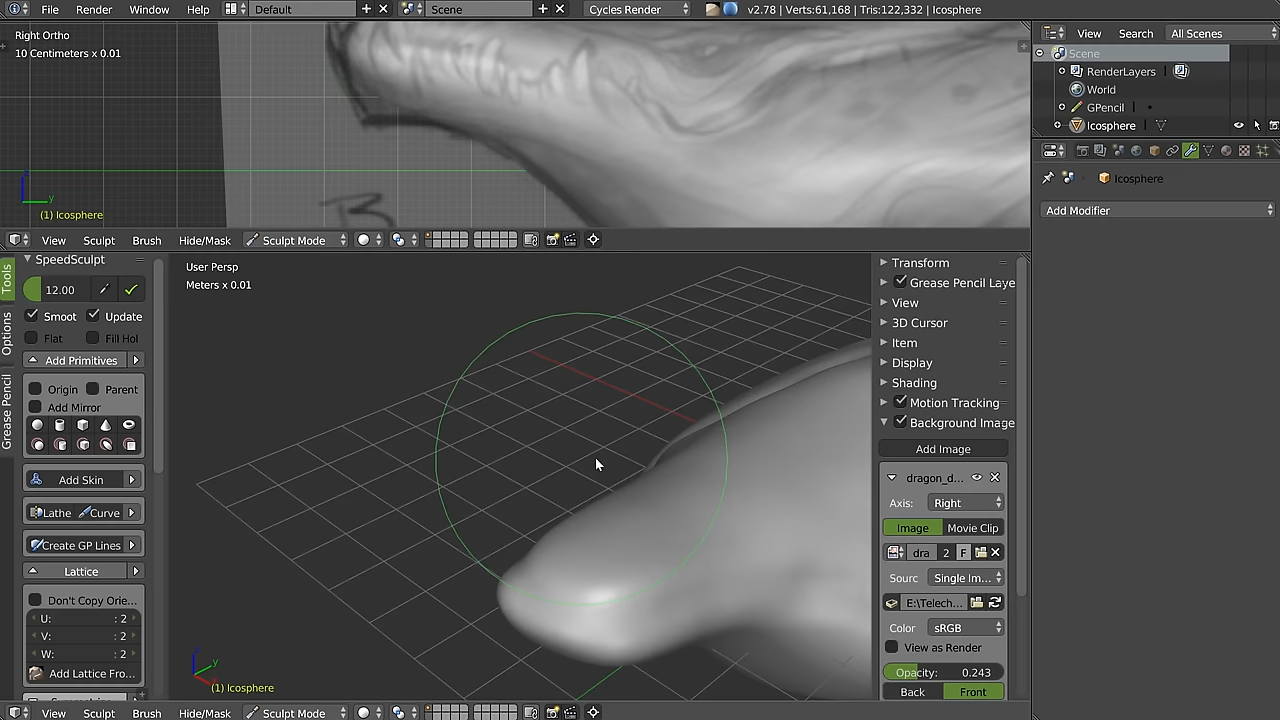 File Render Window Help Default Scene Cycles Render v2.78 | Verts:61,168 | Tris:122,332 | Icosphere
Right Ortho
10 Centimeters x 0.01
B
z
y
(1) Icosphere
View Sculpt Brush Hide/Mask Sculpt Mode
View Search All Scenes
Scene
RenderLayers
World
GPencil
Icosphere
Icosphere
Add Modifier
Tools
Options
Grease Pencil
SpeedSculpt
12.00
Smoot Update
Flat Fill Hol
Add Primitives
Origin Parent
Add Mirror
Add Skin
Lathe Curve
Create GP Lines
Lattice
Don't Copy Orie...
U: : 2
V: : 2
W: : 2
Add Lattice Fro...
User Persp
Meters x 0.01
z
y
(1) Icosphere
Transform
Grease Pencil Laye
View
3D Cursor
Item
Display
Shading
Motion Tracking
Background Image
Add Image
dragon_d...
Axis: Right
Image Movie Clip
dra 2 F
Sourc Single Im...
E:\Telech...
Color sRGB
View as Render
Opacity: 0.243
Back Front
View Sculpt Brush Hide/Mask Sculpt Mode